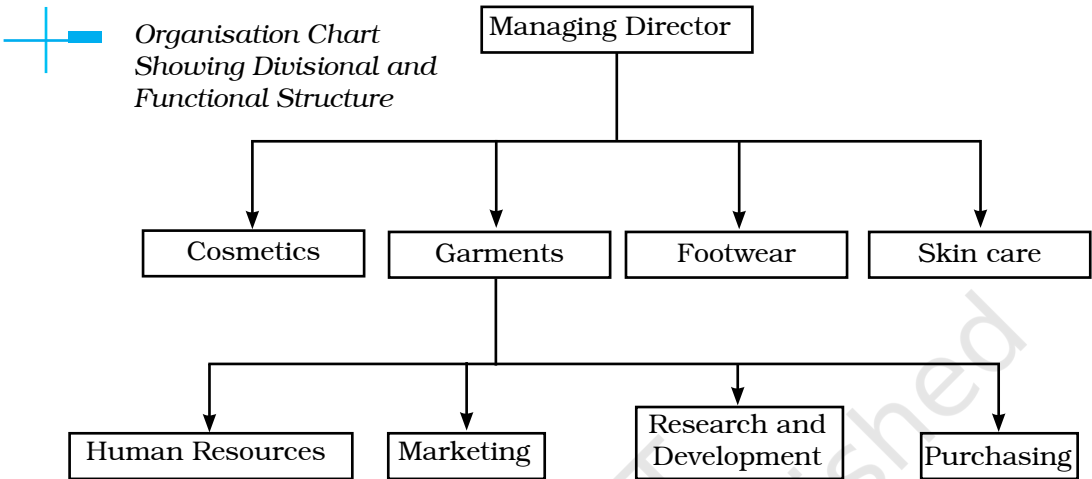 Organisation Chart
Showing Divisional and
Functional Structure
Managing Director
Cosmetics
Garments
Footwear
Skin care
Human Resources
Marketing
Research and
Development
Purchasing